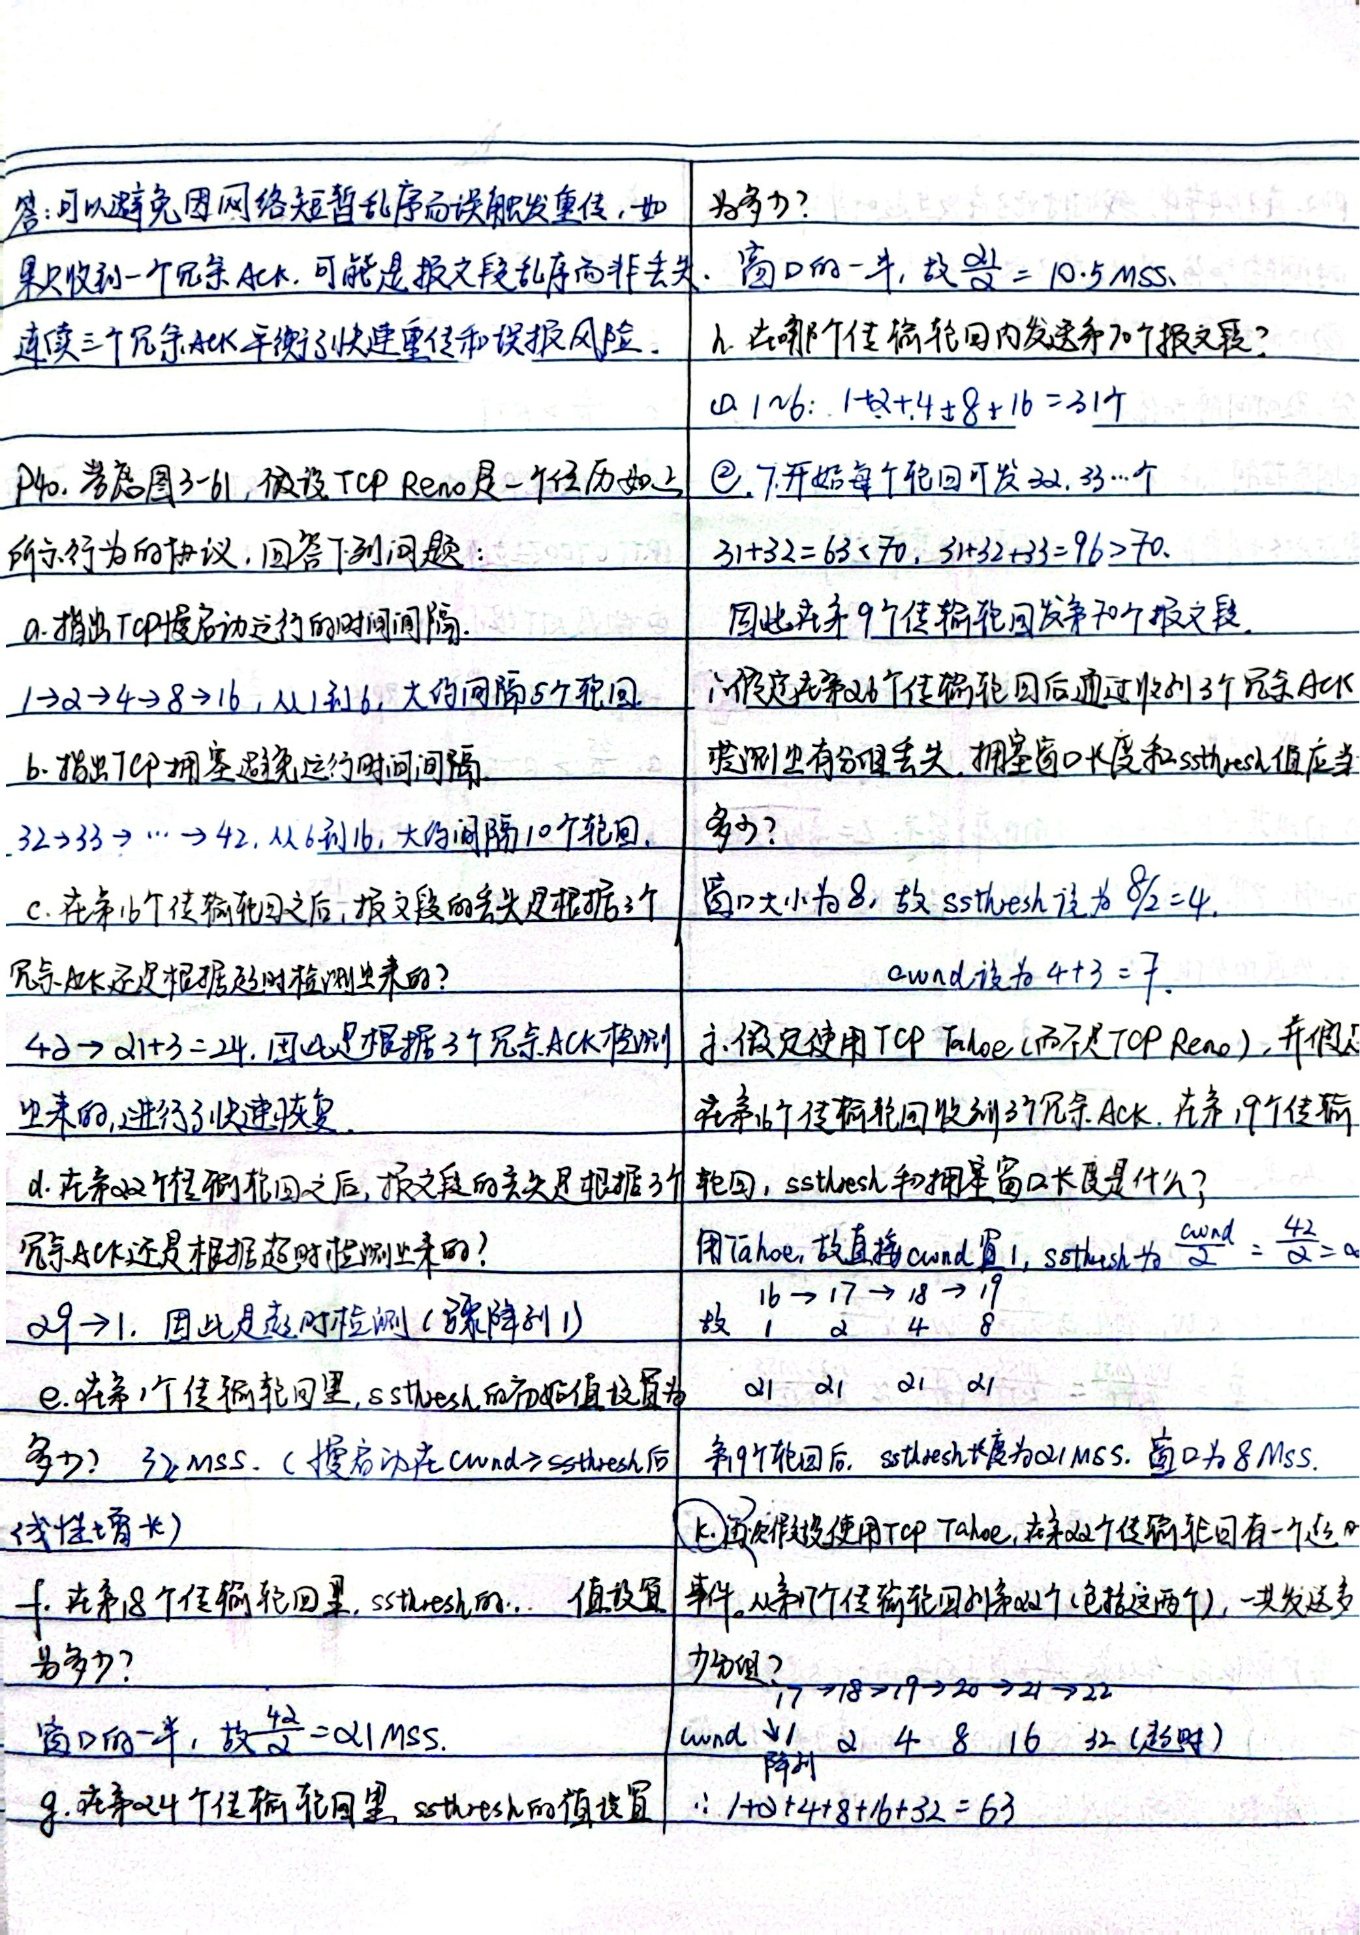 答:可以避免因网络短暂乱序而误触发重传,如
果只收到一个冗余ACK.可能是报文段乱序而非丢失.
连续三个冗余ACK平衡了快速重传和误报风险.
P40.考虑图3-61,假设TCP Reno是一个经历如上
所示行为的协议,回答下列问题:
a.指出TCP慢启动运行的时间间隔.
1→2→4→8→16,从1到6,大约间隔5个轮回.
b.指出TCP拥塞避免运行时间间隔.
32→33→…→42,从6到16,大约间隔10个轮回.
c.在第16个传输轮回之后,报文段的丢失是根据3个
冗余ACK还是根据超时检测出来的?
42→21+3=24.因此是根据3个冗余ACK检测
出来的,进行了快速恢复.
d.在第22个传输轮回之后,报文段的丢失是根据3个
冗余ACK还是根据超时检测出来的?
29→1.因此是超时检测(骤降到1)
e.在第1个传输轮回里,ssthresh的初始值设置为
多少? 32MSS.(慢启动在cwnd≥ssthresh后
线性增长)
f.在第18个传输轮回里,ssthresh的… 值设置
为多少?
窗口的一半,故42/2=21MSS.
g.在第24个传输轮回里 ssthresh的值设置
为多少?
窗口的一半,故21/2=10.5MSS.
h.在哪个传输轮回内发送第70个报文段?
①.1~6: 1+2+4+8+16=31个
②.7开始每个轮回可发32.33…个
31+32=63<70.31+32+33=96>70.
因此在第9个传输轮回发第70个报文段.
i.假定在第26个传输轮回后通过收到3个冗余ACK
检测出有分组丢失.拥塞窗口长度和ssthresh值应当
多少?
窗口大小为8,故ssthresh设为8/2=4.
cwnd设为4+3=7.
j.假定使用TCP Tahoe(而不是TCP Reno),并假定
在第16个传输轮回收到3个冗余ACK.在第19个传输
轮回,ssthresh和拥塞窗口长度是什么?
用Tahoe,故直接cwnd置1,ssthresh为cwnd/2=42/2=
16→17→18→19
故 1 2 4 8
21 21 21 21
第19个轮回后.ssthresh长度为21MSS.窗口为8MSS.
k.再次假设使用TCP Tahoe,在第22个传输轮回有一个超时
事件。从第17个传输轮回到第22个(包括这两个),一共发送多
少分组?
17→18→19→20→21→22
cwnd ↓1 2 4 8 16 32(超时)
降到
∴1+2+4+8+16+32=63